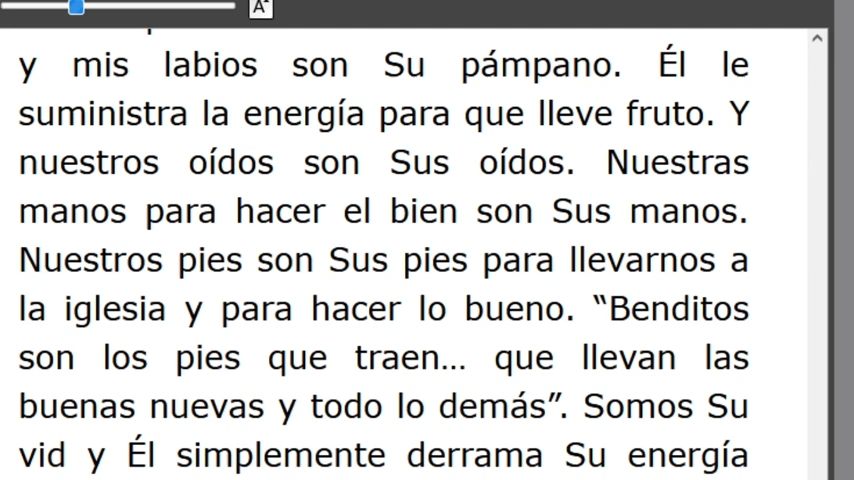 A
y mis labios son Su pámpano. Él le
suministra la energía para que lleve fruto. Y
nuestros oídos son Sus oídos. Nuestras
manos para hacer el bien son Sus manos.
Nuestros pies son Sus pies para llevarnos a
la iglesia y para hacer lo bueno. “Benditos
son los pies que traen... que llevan las
buenas nuevas y todo lo demás”. Somos Su
vid y Él simplemente derrama Su energía